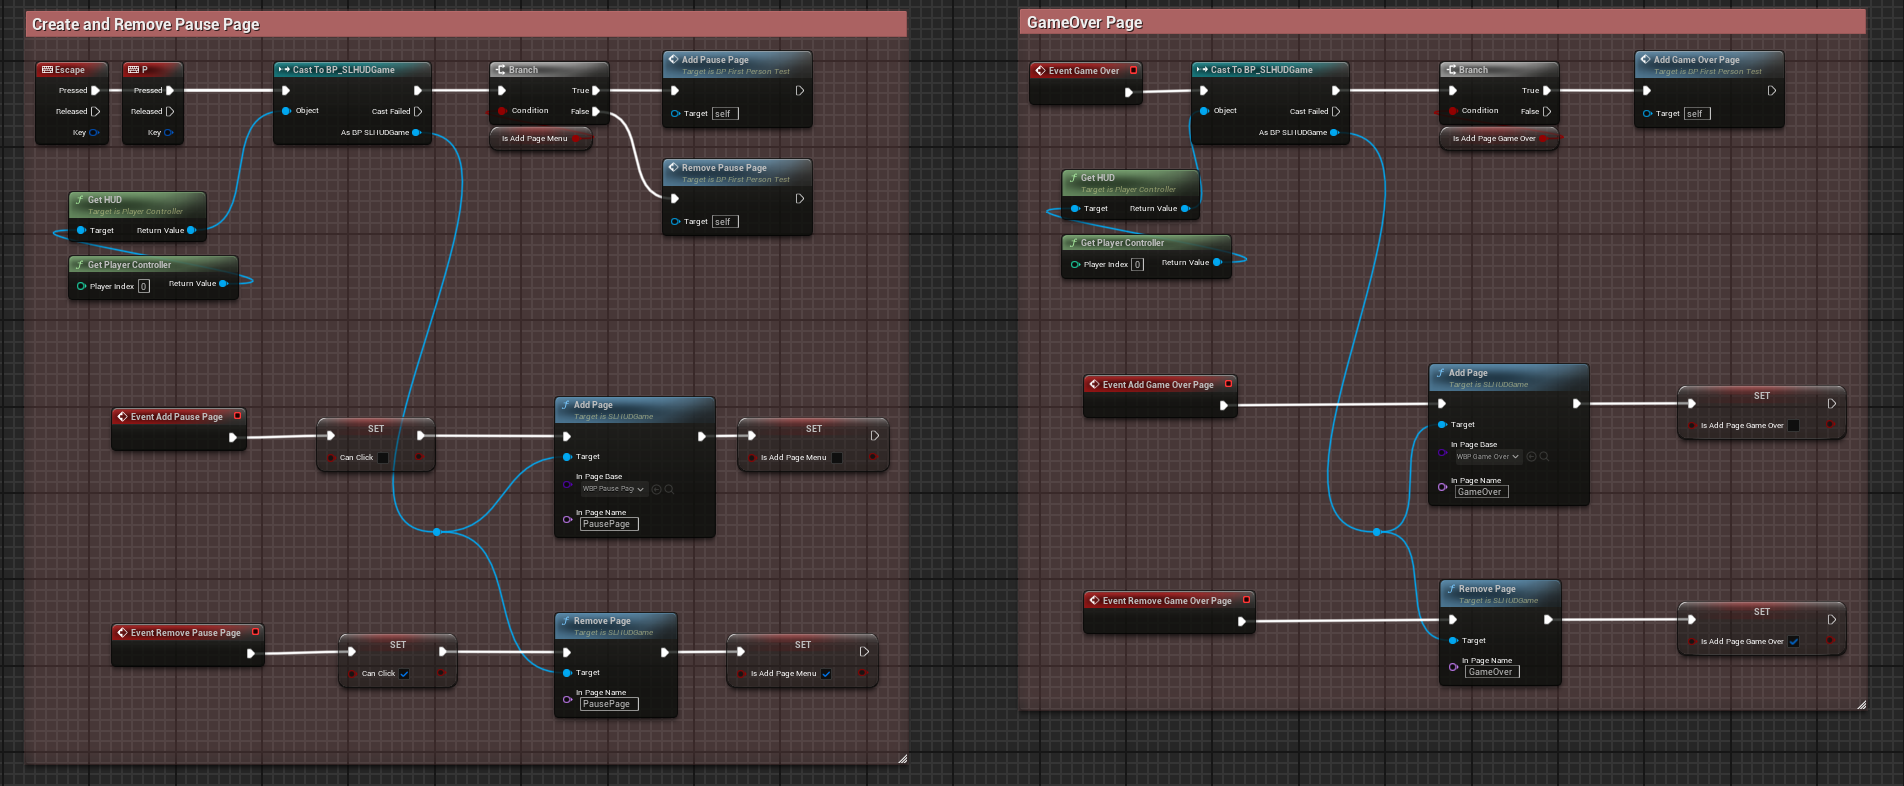 Create and Remove Pause Page
Escape
Pressed
Released
Key
P
Pressed
Released
Key
Cast To BP_SLHUDGame
Object
Cast Failed
As BP SLHUDGame
Branch
True
Condition
False
Is Add Page Menu
Add Pause Page
Target is BP First Person Test
Target self
Remove Pause Page
Target is BP First Person Test
Target self
Get HUD
Target is Player Controller
Target Return Value
Get Player Controller
Player Index 0 Return Value
Event Add Pause Page
SET
Can Click
Add Page
Target is SLHUDGame
Target
In Page Base
WBP Pause Pag
In Page Name
PausePage
SET
Is Add Page Menu
Event Remove Pause Page
SET
Can Click
Remove Page
Target is SLHUDGame
Target
In Page Name
PausePage
SET
Is Add Page Menu
GameOver Page
Event Game Over
Cast To BP_SLHUDGame
Object
Cast Failed
As BP SLHUDGame
Branch
True
Condition
False
Is Add Page Game Over
Add Game Over Page
Target is BP First Person Test
Target self
Get HUD
Target is Player Controller
Target Return Value
Get Player Controller
Player Index 0 Return Value
Event Add Game Over Page
Add Page
Target is SLHUDGame
Target
In Page Base
WBP Game Over
In Page Name
GameOver
SET
Is Add Page Game Over
Event Remove Game Over Page
Remove Page
Target is SLHUDGame
Target
In Page Name
GameOver
SET
Is Add Page Game Over